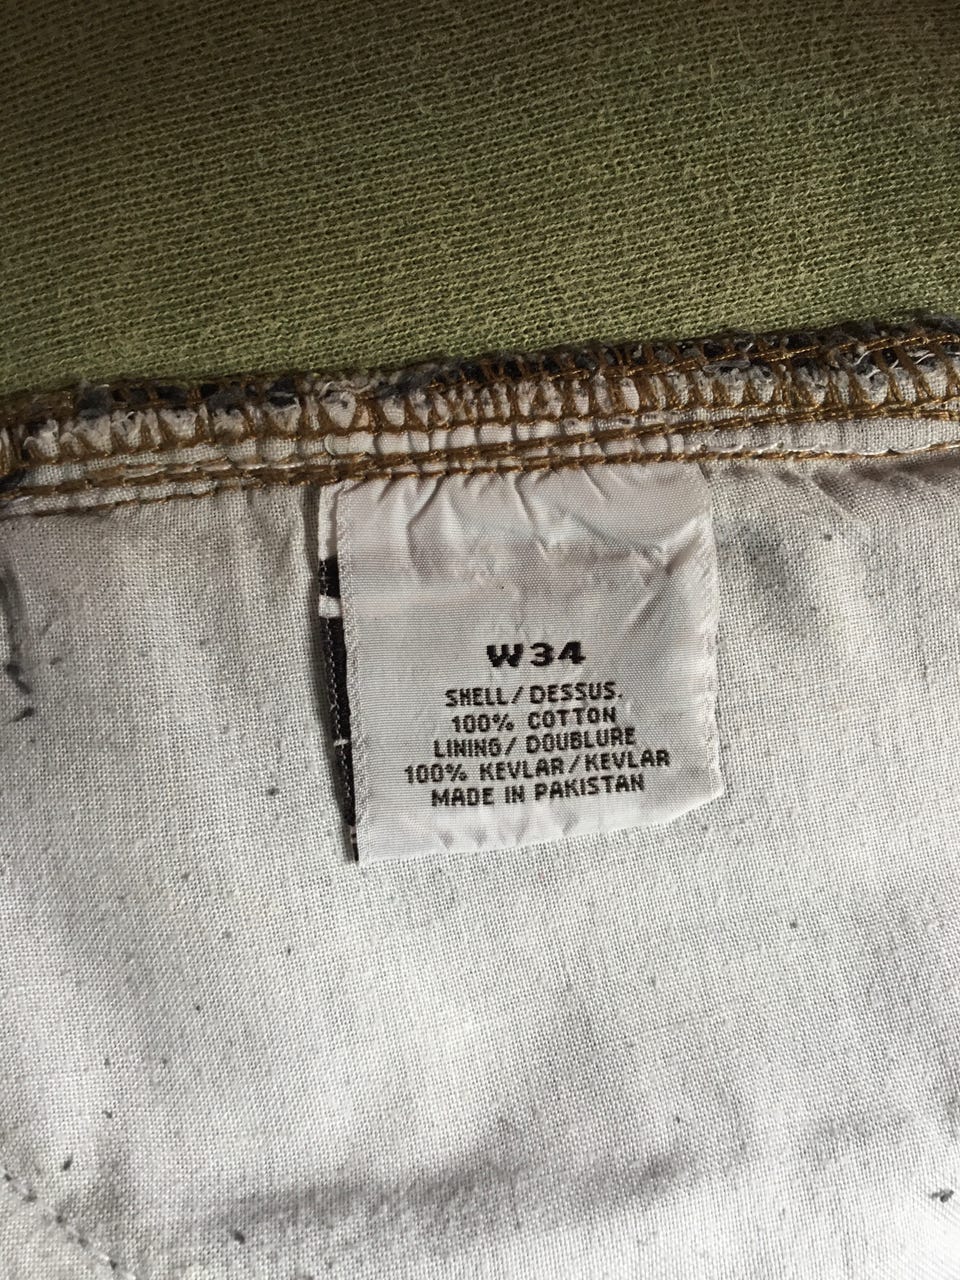 W34
SHELL/DESSUS.
100% COTTON
LINING/DOUBLURE
100% KEVLAR/KEVLAR
MADE IN PAKISTAN